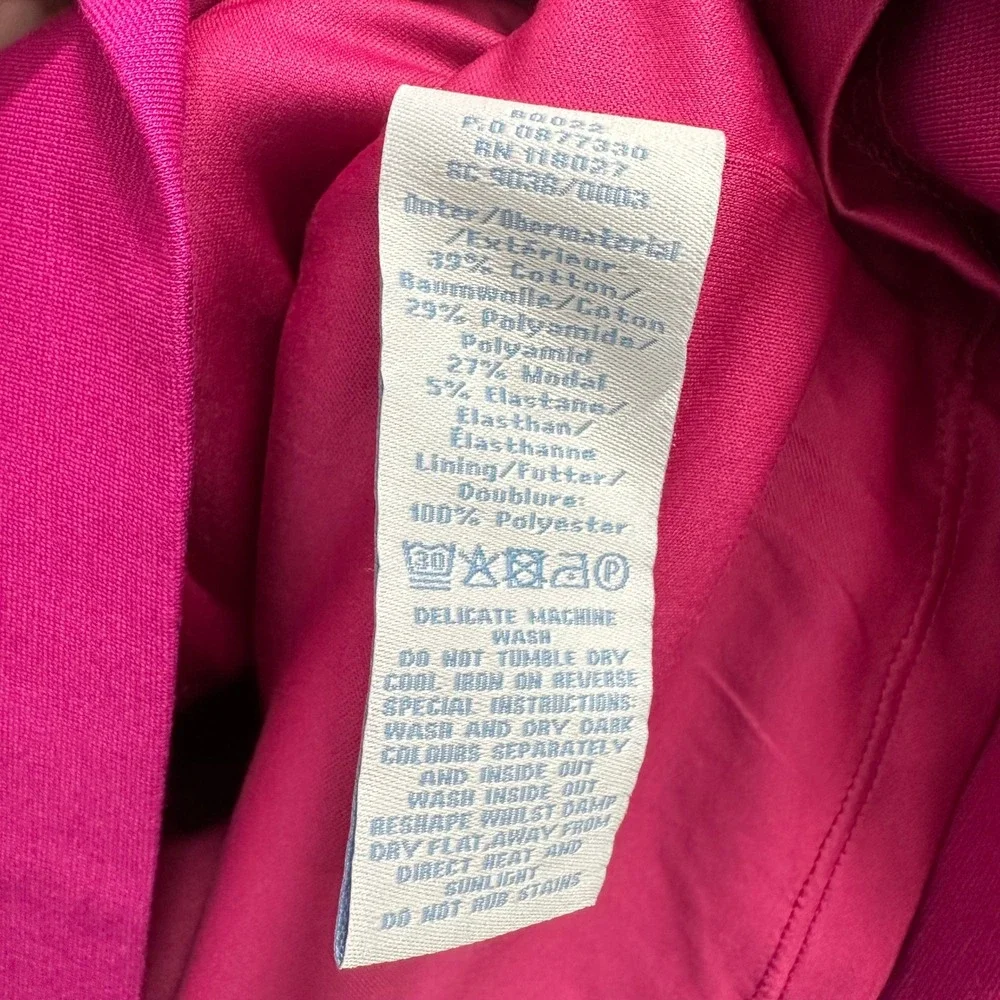 BQ022
P.O 0877330
RN 118027
SC 9036/0003
Outer/Obermaterial
/Extérieur:
39% Cotton/
Baumwolle/Coton
29% Polyamide/
Polyamid
27% Modal
5% Elastane/
Elasthan/
Élasthanne
Lining/Futter/
Doublure:
100% Polyester
30 P
DELICATE MACHINE
WASH
DO NOT TUMBLE DRY
COOL IRON ON REVERSE
SPECIAL INSTRUCTIONS:
WASH AND DRY DARK
COLOURS SEPARATELY
AND INSIDE OUT
WASH INSIDE OUT
RESHAPE WHILST DAMP
DRY FLAT AWAY FROM
DIRECT HEAT AND
SUNLIGHT
DO NOT RUB STAINS